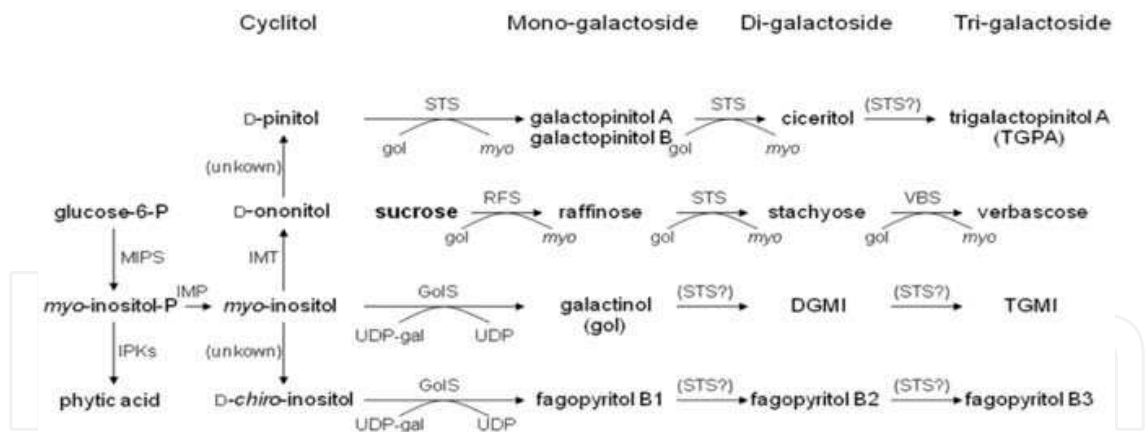 Cyclitol Mono-galactoside Di-galactoside Tri-galactoside
STS STS (STS?)
D-pinitol galactopinitol A ciceritol trigalactopinitol A
galactopinitol B (TGPA)
gol myo gol myo
(unkown)
RFS STS VBS
glucose-6-P D-ononitol sucrose raffinose stachyose verbascose
gol myo gol myo gol myo
MIPS IMT
IMP GolS (STS?) (STS?)
myo-inositol-P myo-inositol galactinol DGMI TGMI
(gol)
UDP-gal UDP
IPKs (unkown)
GolS (STS?) (STS?)
phytic acid D-chiro-inositol fagopyritol B1 fagopyritol B2 fagopyritol B3
UDP-gal UDP